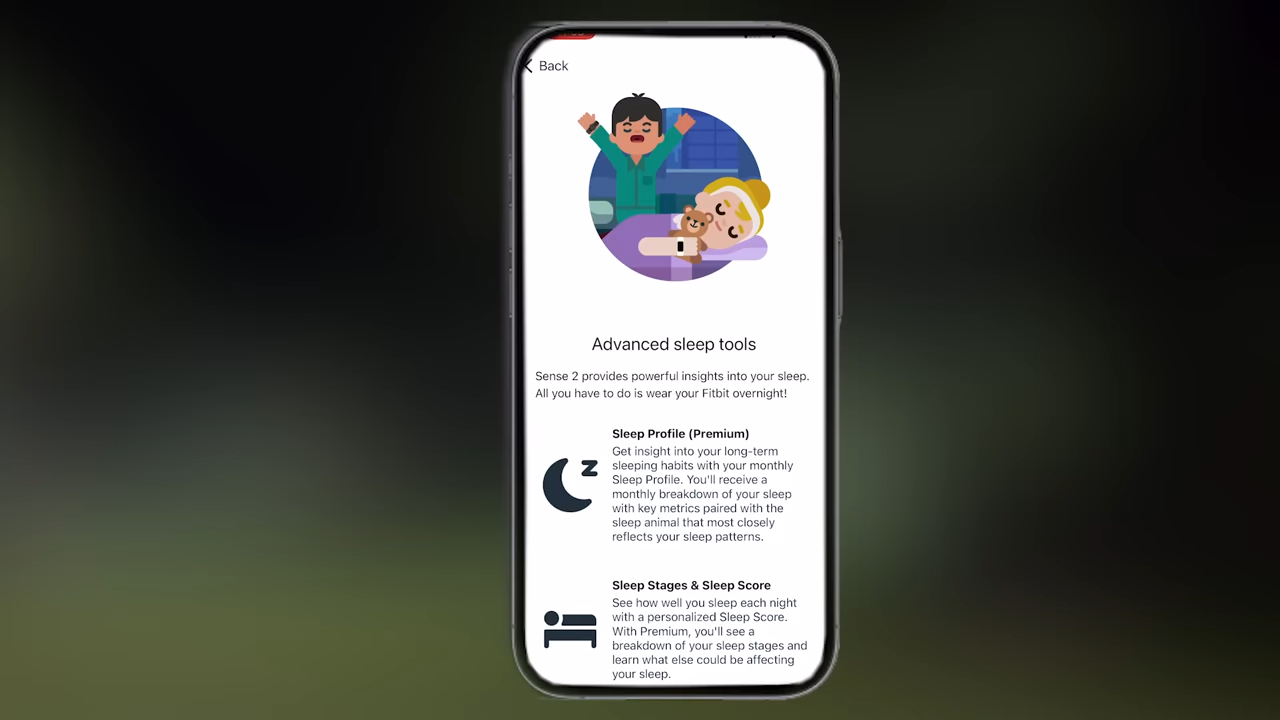 Back
Advanced sleep tools
Sense 2 provides powerful insights into your sleep.
All you have to do is wear your Fitbit overnight!
Sleep Profile (Premium)
Get insight into your long-term
sleeping habits with your monthly
Sleep Profile. You'll receive a
monthly breakdown of your sleep
with key metrics paired with the
sleep animal that most closely
reflects your sleep patterns.
Sleep Stages & Sleep Score
See how well you sleep each night
with a personalized Sleep Score.
With Premium, you'll see a
breakdown of your sleep stages and
learn what else could be affecting
your sleep.